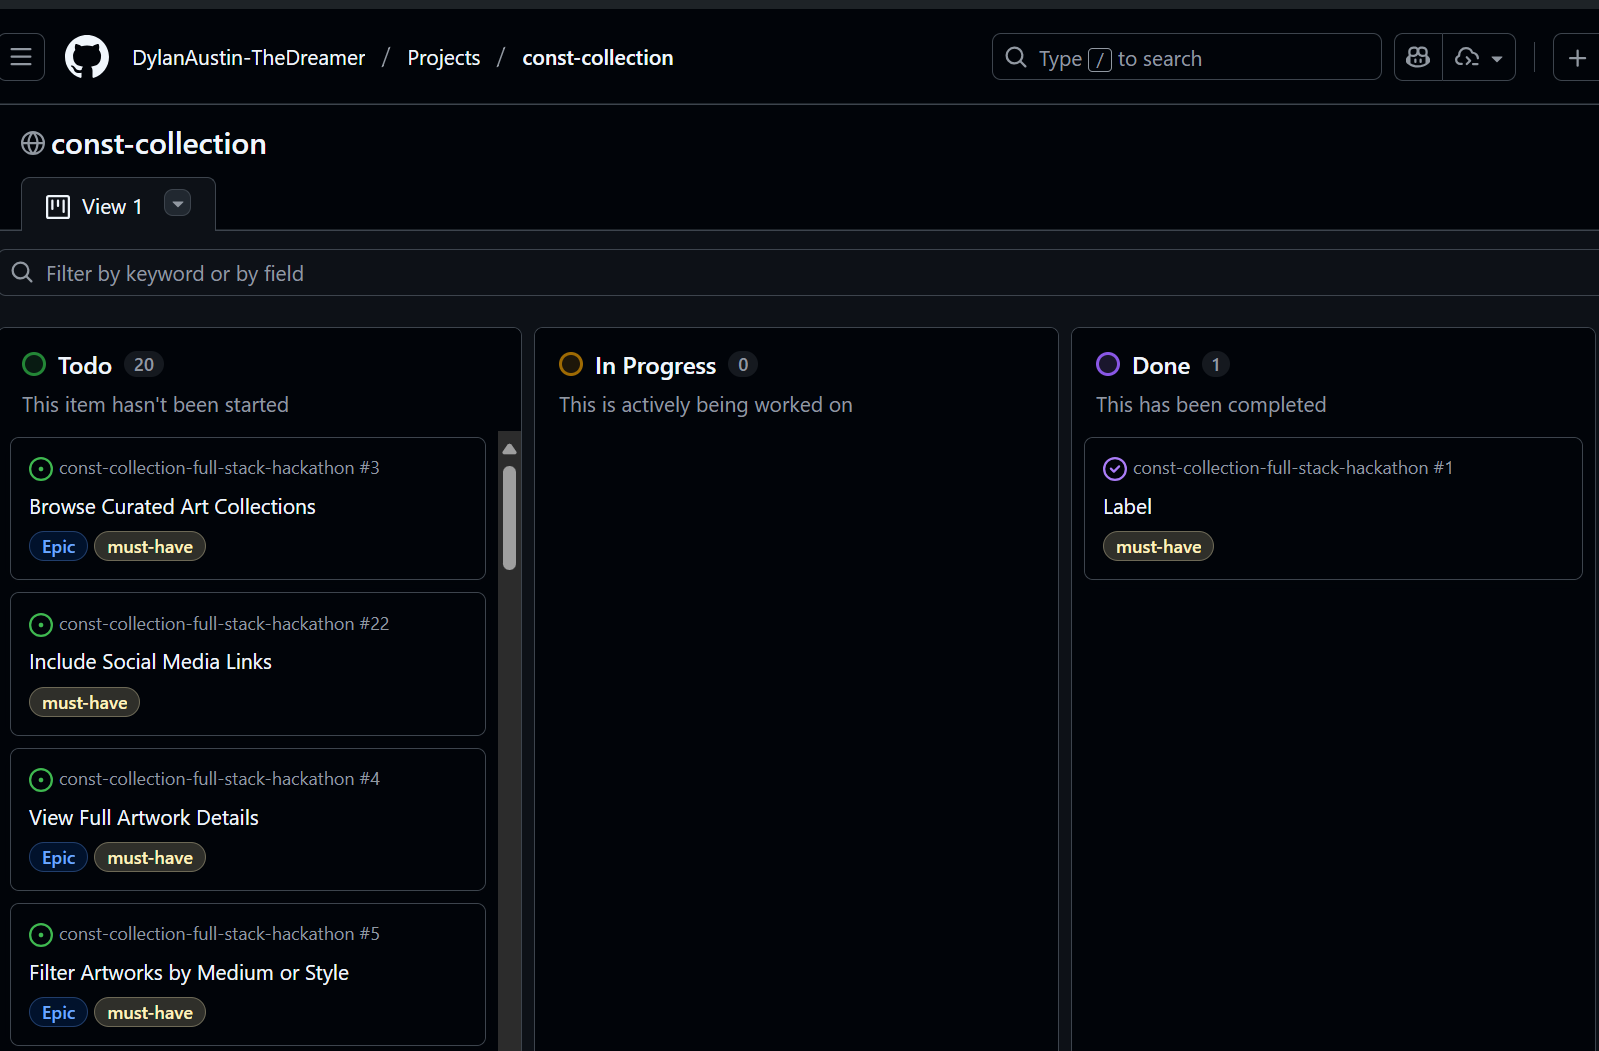 DylanAustin-TheDreamer / Projects / const-collection
Type / to search
const-collection
View 1
Filter by keyword or by field
Todo 20
This item hasn't been started
const-collection-full-stack-hackathon #3
Browse Curated Art Collections
Epic must-have
const-collection-full-stack-hackathon #22
Include Social Media Links
must-have
const-collection-full-stack-hackathon #4
View Full Artwork Details
Epic must-have
const-collection-full-stack-hackathon #5
Filter Artworks by Medium or Style
Epic must-have
In Progress 0
This is actively being worked on
Done 1
This has been completed
const-collection-full-stack-hackathon #1
Label
must-have